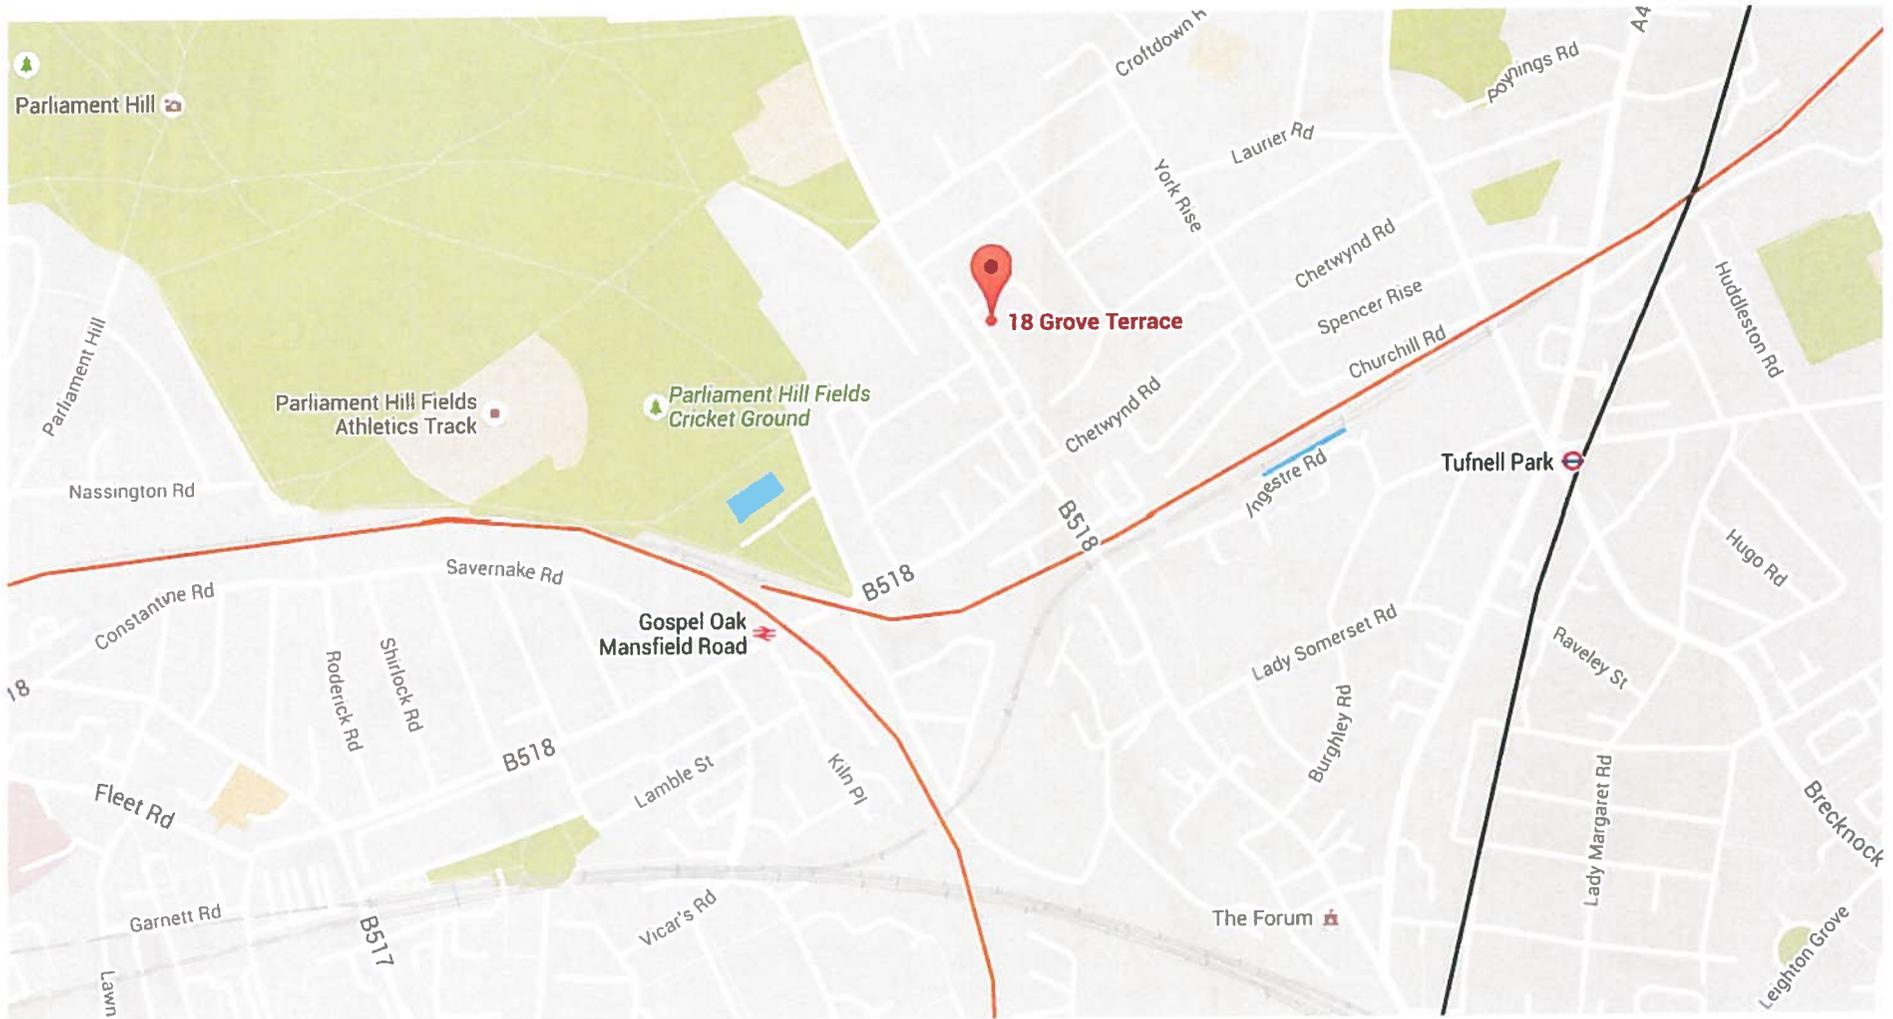 Croftdown R
A4
Poynings Rd
Parliament Hill
Laurier Rd
York Rise
Chetwynd Rd
Huddleston Rd
Spencer Rise
18 Grove Terrace
Churchill Rd
Parliament Hill
Parliament Hill Fields
Athletics Track
Parliament Hill Fields
Cricket Ground
Chetwynd Rd
Tufnell Park
Ingestre Rd
Nassington Rd
B518
Hugo Rd
Savernake Rd
B518
Constantine Rd
Gospel Oak
Mansfield Road
Lady Somerset Rd
Raveley St
Shirlock Rd
Roderick Rd
18
Burghley Rd
B518
Kiln Pl
Lamble St
Lady Margaret Rd
Brecknock
Fleet Rd
Garnett Rd
B517
Vicar's Rd
The Forum
Leighton Grove
Lawn